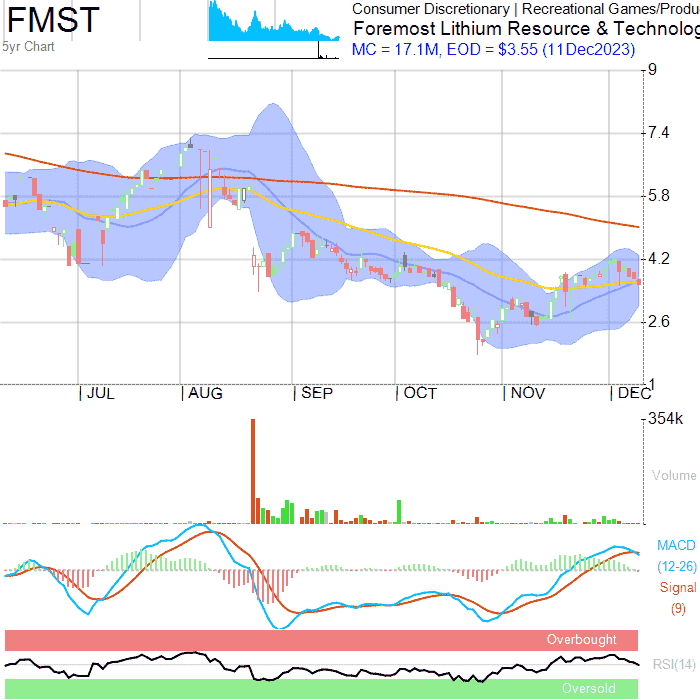 FMST
5yr Chart
Consumer Discretionary | Recreational Games/Produ
Foremost Lithium Resource & Technolog
MC = 17.1M, EOD = $3.55 (11Dec2023)
9
7.4
5.8
4.2
2.6
1
| JUL
| AUG
| SEP
| OCT
| NOV
| DEC
354k
Volume
MACD
(12-26)
Signal
(9)
Overbought
RSI(14)
Oversold